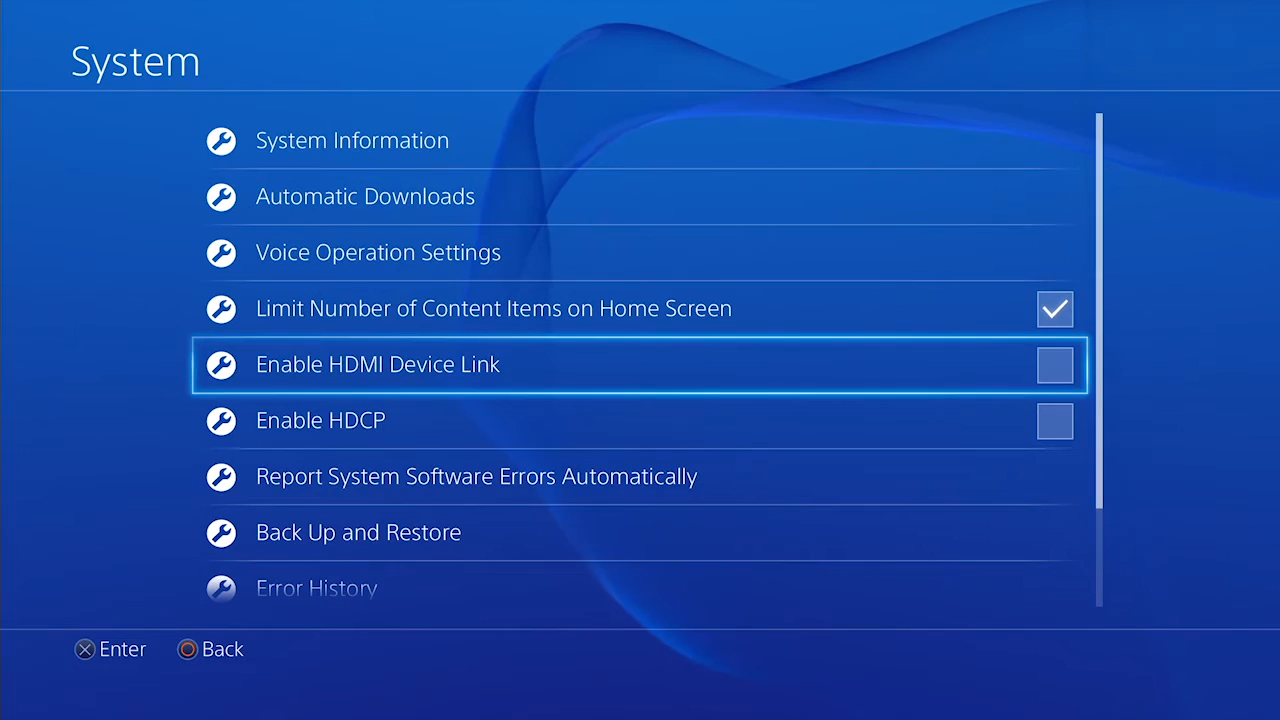 System
System Information
Automatic Downloads
Voice Operation Settings
Limit Number of Content Items on Home Screen
Enable HDMI Device Link
Enable HDCP
Report System Software Errors Automatically
Back Up and Restore
Error History
Enter Back